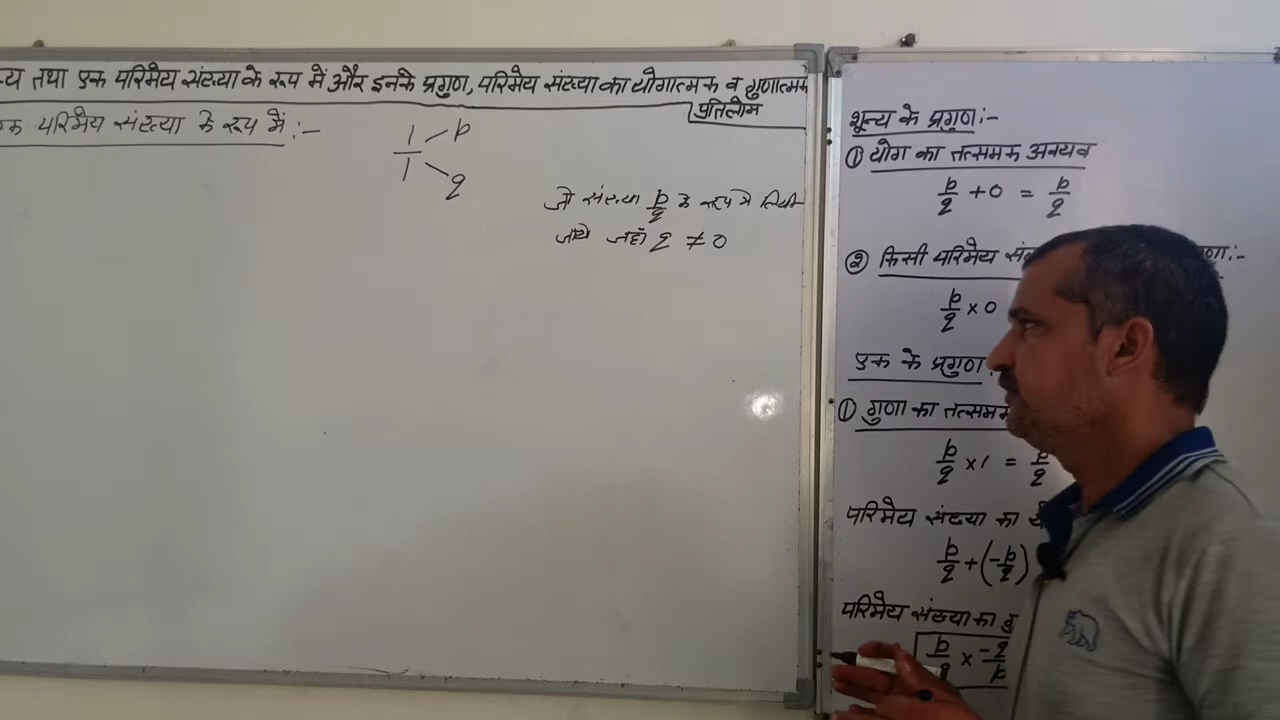 तथा एक परिमेय संख्या के रूप में और इनके प्रगुण, परिमेय संख्या का योगात्मक व गुणात्मक
प्रतिलोम
परिमेय संख्या के रूप में :-
1/1 p q
जो संख्या p/q के रूप में लिखी
जाये जहाँ q ≠ 0
शून्य के प्रगुण :-
① योग का तत्समक अवयव
p/q + 0 = p/q
② किसी परिमेय गुणा :-
p/q × 0
एक के प्रगुण :
① गुणा का तत्समक
p/q × 1 = p/q
परिमेय संख्या का
p/q + (-p/q)
परिमेय संख्या का
p/q × -q/p